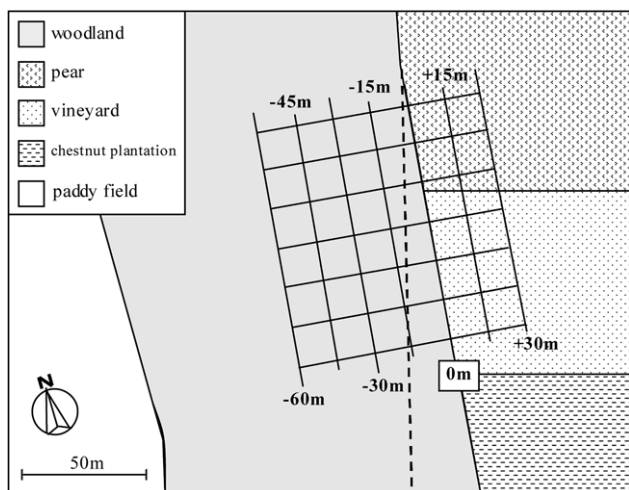 woodland
pear
vineyard
chestnut plantation
paddy field
-45m
-15m
+15m
+30m
0m
-30m
-60m
N
50m